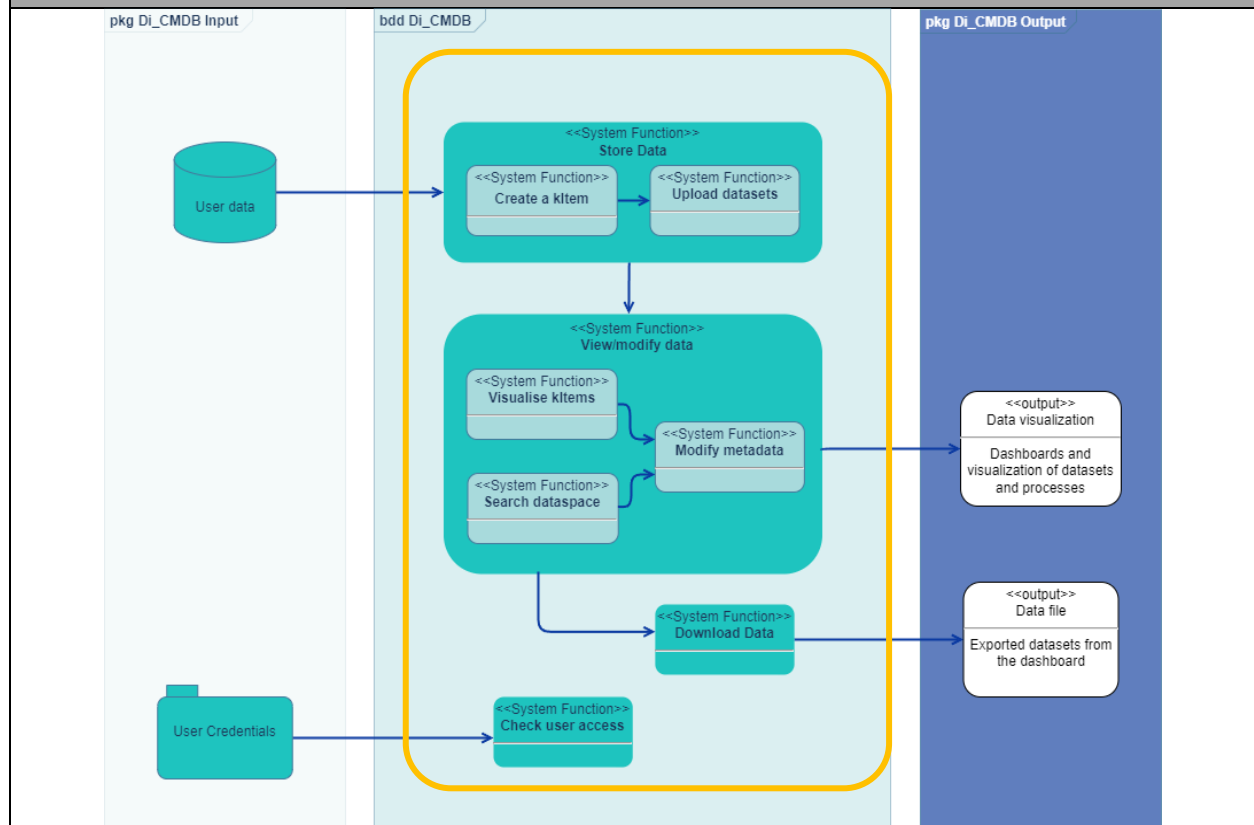 pkg Di_CMDB Input
bdd Di_CMDB
pkg Di_CMDB Output
User data
<<System Function>>
Store Data
<<System Function>>
Create a kItem
<<System Function>>
Upload datasets
<<System Function>>
View/modify data
<<System Function>>
Visualise kItems
<<System Function>>
Search dataspace
<<System Function>>
Modify metadata
<<output>>
Data visualization
Dashboards and
visualization of datasets
and processes
<<System Function>>
Download Data
<<output>>
Data file
Exported datasets from
the dashboard
User Credentials
<<System Function>>
Check user access